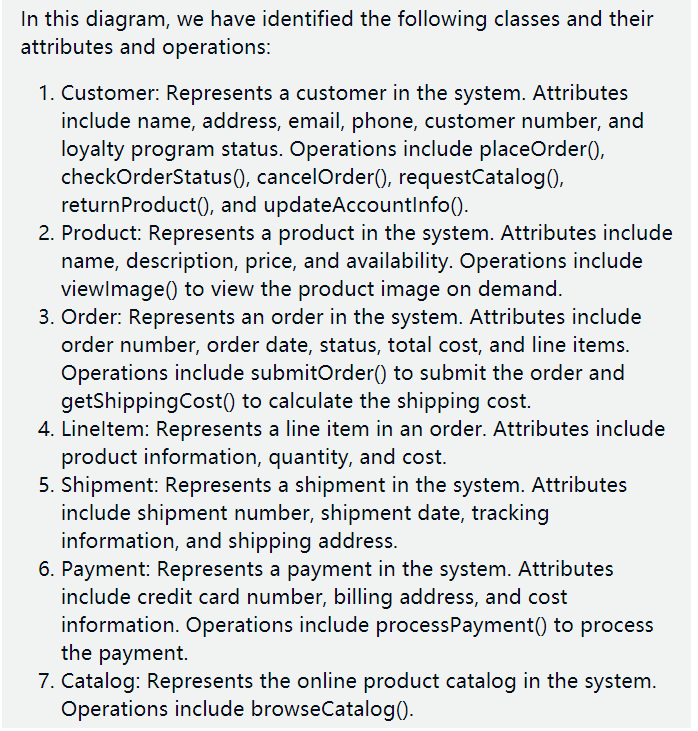 In this diagram, we have identified the following classes and their
attributes and operations:
1. Customer: Represents a customer in the system. Attributes
include name, address, email, phone, customer number, and
loyalty program status. Operations include placeOrder(),
checkOrderStatus(), cancelOrder(), requestCatalog(),
returnProduct(), and updateAccountInfo().
2. Product: Represents a product in the system. Attributes include
name, description, price, and availability. Operations include
viewImage() to view the product image on demand.
3. Order: Represents an order in the system. Attributes include
order number, order date, status, total cost, and line items.
Operations include submitOrder() to submit the order and
getShippingCost() to calculate the shipping cost.
4. LineItem: Represents a line item in an order. Attributes include
product information, quantity, and cost.
5. Shipment: Represents a shipment in the system. Attributes
include shipment number, shipment date, tracking
information, and shipping address.
6. Payment: Represents a payment in the system. Attributes
include credit card number, billing address, and cost
information. Operations include processPayment() to process
the payment.
7. Catalog: Represents the online product catalog in the system.
Operations include browseCatalog().